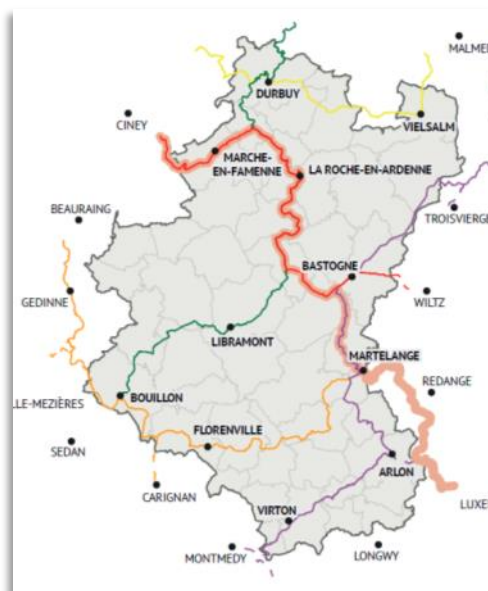 MALME
DURBUY
CINEY
VIELSALM
MARCHE-
EN-FAMENNE
LA ROCHE-EN-ARDENNE
BEAURAING
TROISVIERGE
BASTOGNE
GEDINNE
WILTZ
LIBRAMONT
MARTELANGE
REDANGE
LLE-MEZIÈRES
BOUILLON
FLORENVILLE
SEDAN
ARLON
CARIGNAN
LUXE
VIRTON
MONTMEDY
LONGWY